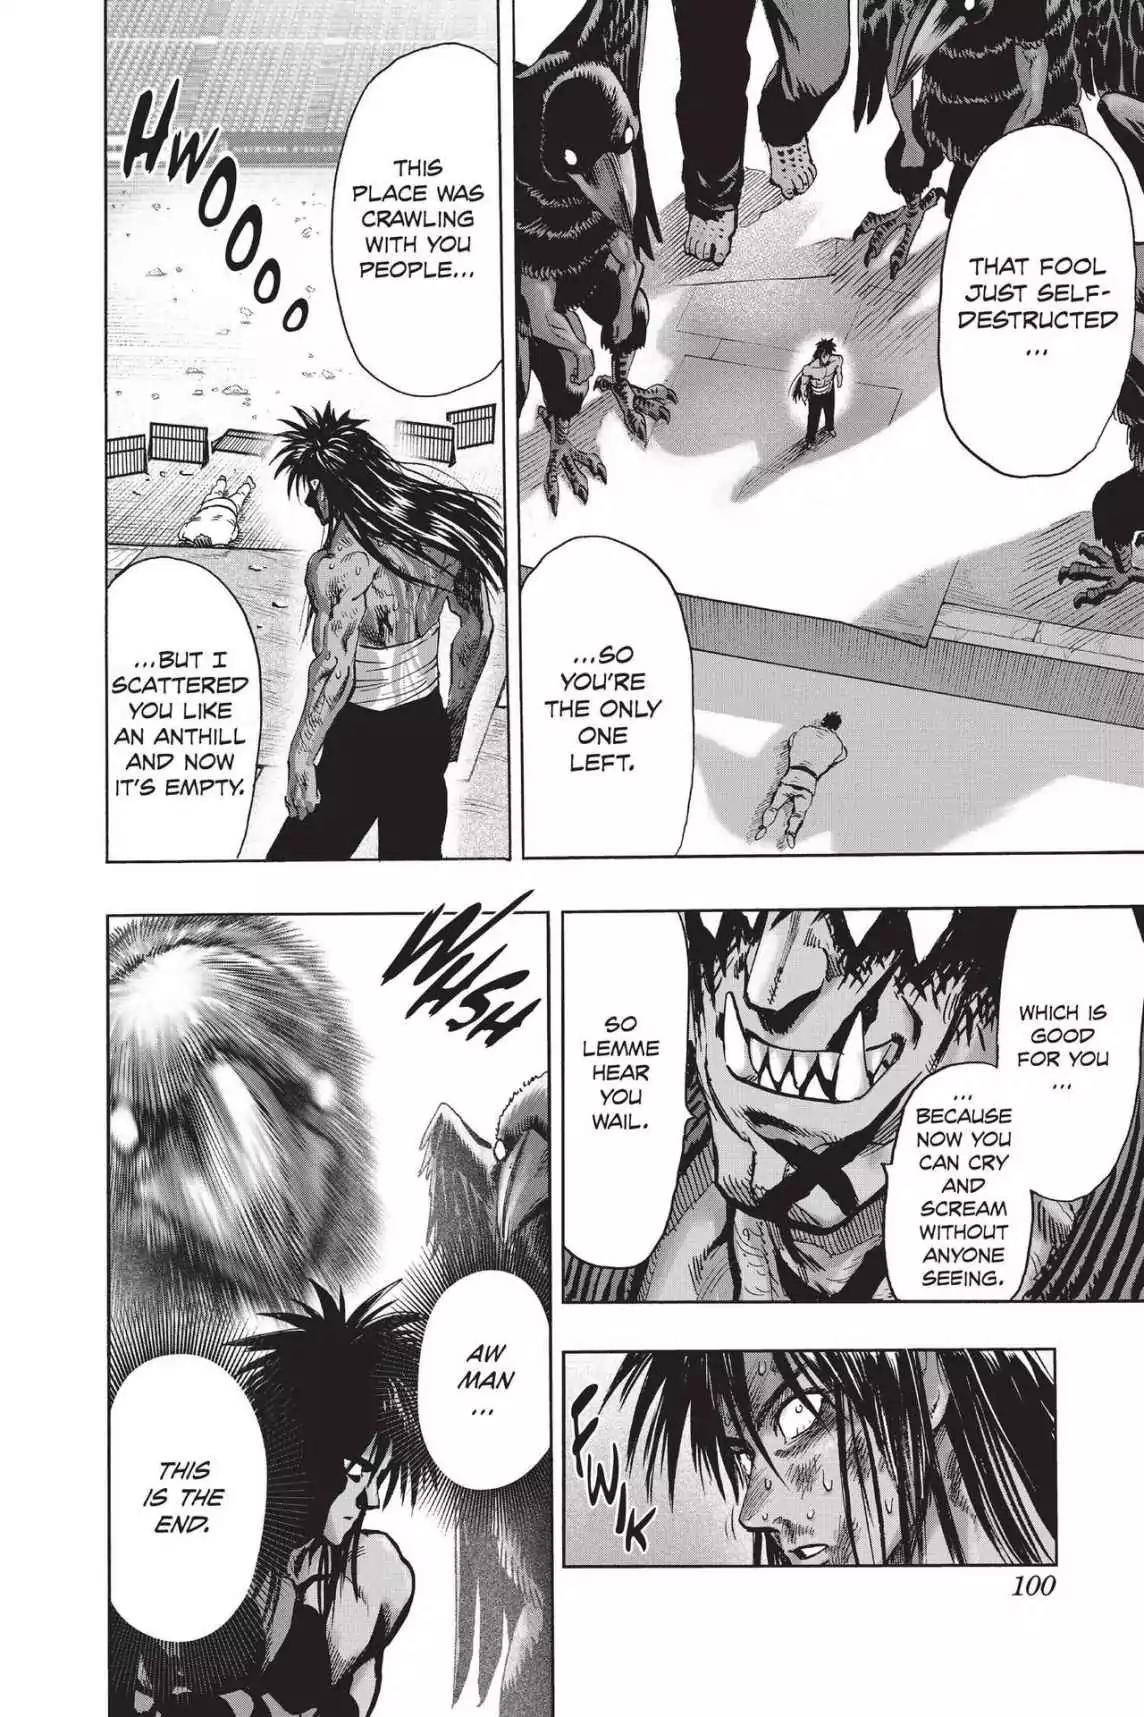 THAT FOOL
JUST SELF-
DESTRUCTED
...
...SO
YOU'RE
THE ONLY
ONE
LEFT.
HWOOOOO
THIS
PLACE WAS
CRAWLING
WITH YOU
PEOPLE...
...BUT I
SCATTERED
YOU LIKE
AN ANTHILL
AND NOW
IT'S EMPTY.
WHICH IS
GOOD
FOR YOU
...
...
BECAUSE
NOW YOU
CAN CRY
AND
SCREAM
WITHOUT
ANYONE
SEEING.
SO
LEMME
HEAR
YOU
WAIL.
FWIK
WHSH
AW
MAN
...
THIS
IS THE
END.
100